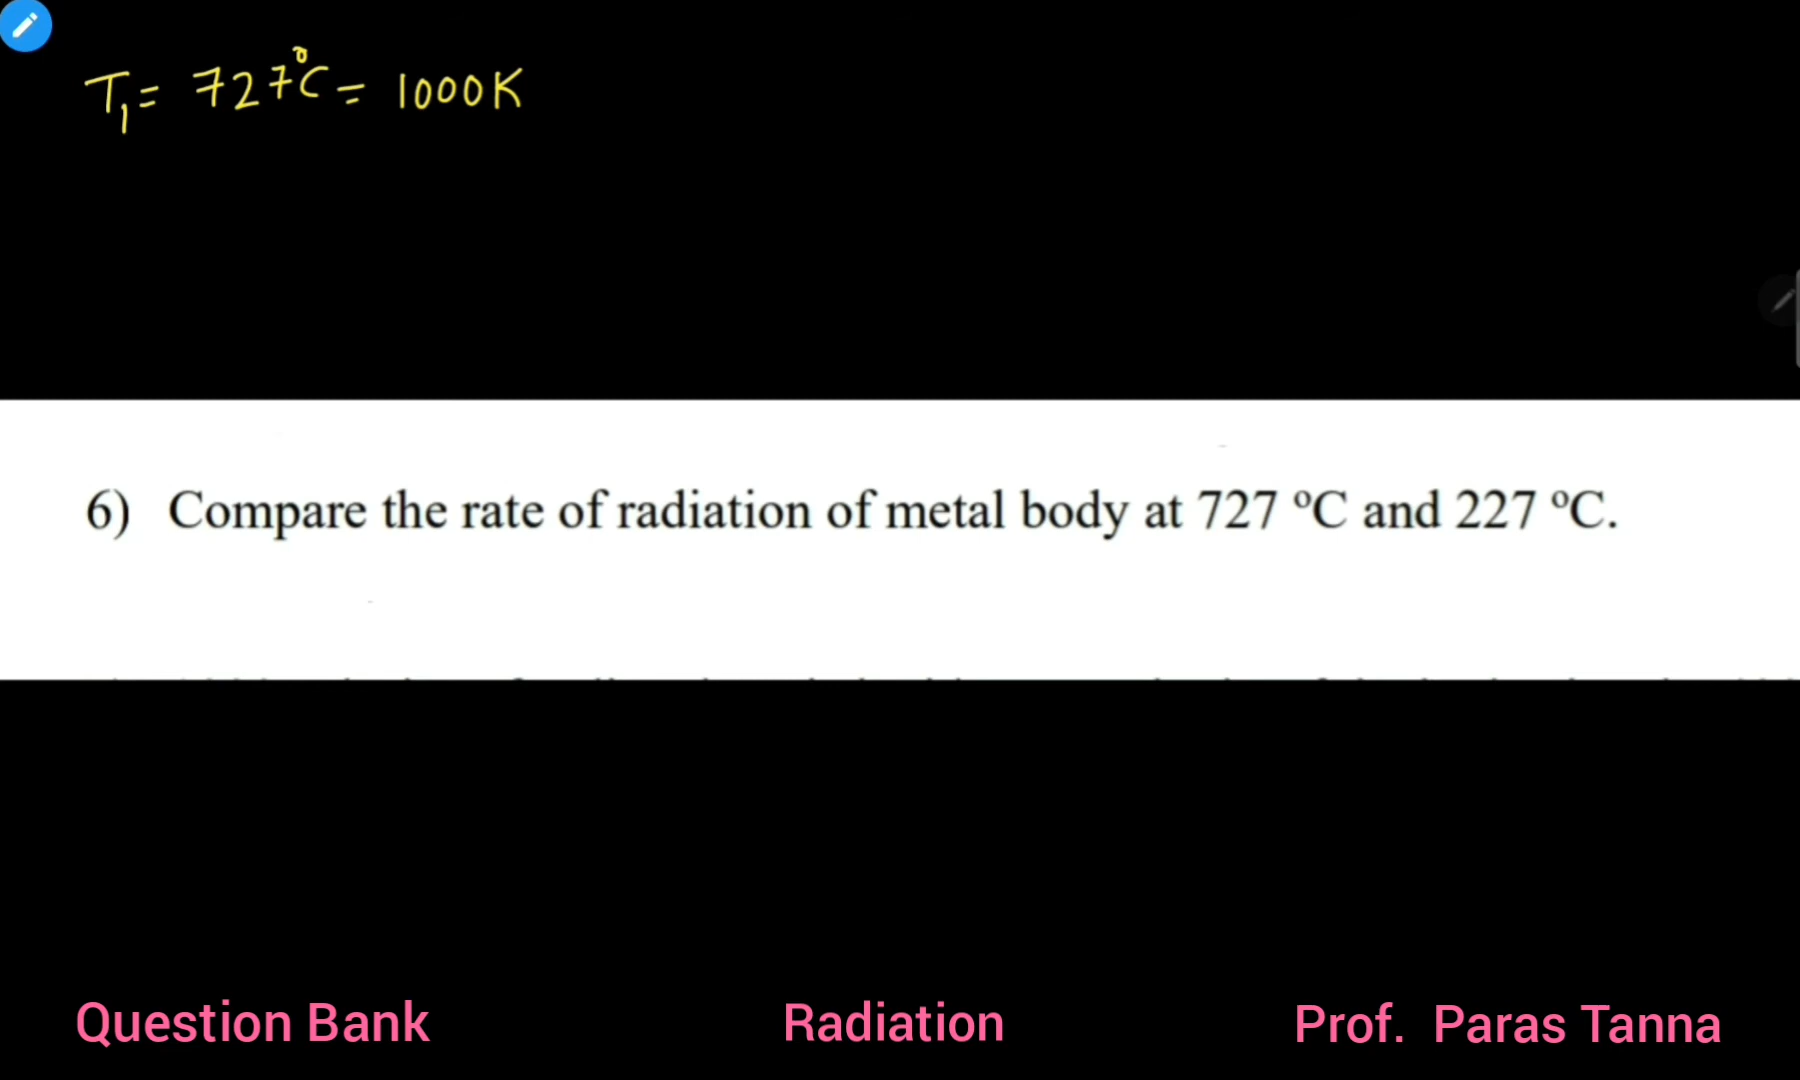 T₁ = 727°C = 1000K
6) Compare the rate of radiation of metal body at 727 °C and 227 °C.
Question Bank Radiation Prof. Paras Tanna